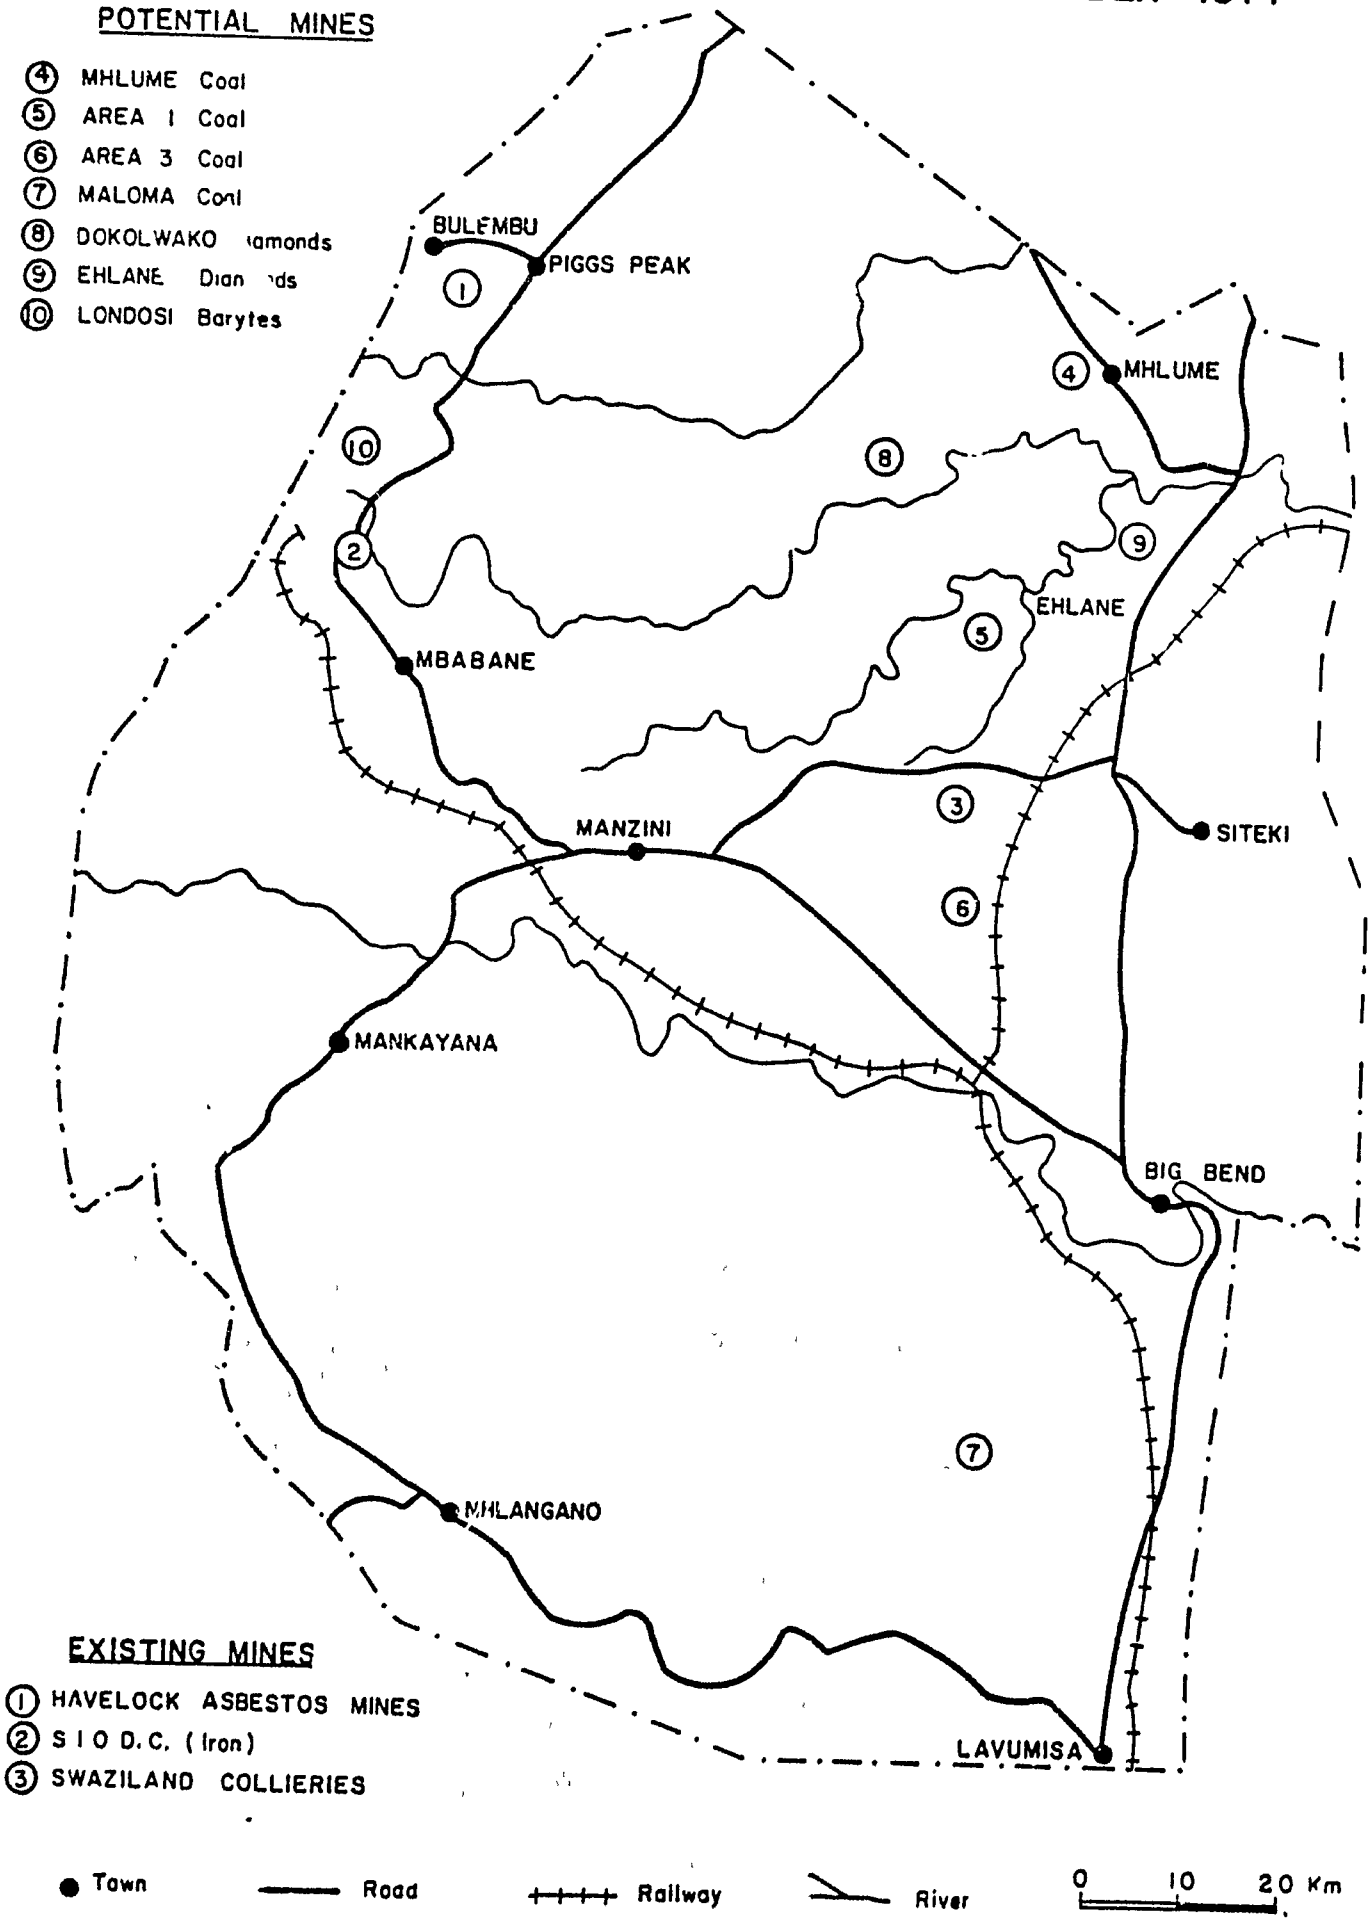 POTENTIAL MINES
④ MHLUME Coal
⑤ AREA 1 Coal
⑥ AREA 3 Coal
⑦ MALOMA Coal
⑧ DOKOLWAKO iamonds
⑨ EHLANE
⑩ LONDOSI Barytes
BULEMBU
PIGGS PEAK
1
4
MHLUME
10
8
2
9
EHLANE
5
MBABANE
3
MANZINI
SITEKI
6
MANKAYANA
BIG BEND
7
MHLANGANO
EXISTING MINES
① HAVELOCK ASBESTOS MINES
② S I O D.C. (Iron)
③ SWAZILAND COLLIERIES
LAVUMISA
Town Road Railway River
0 10 20 Km